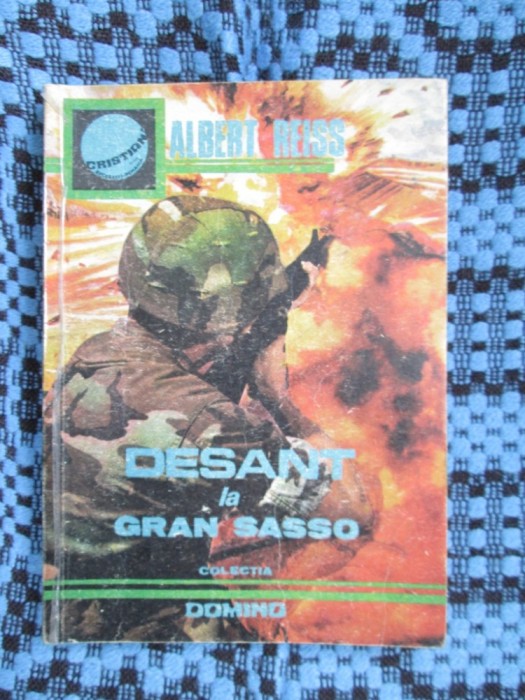 CRISTION
ALBERT REISS
DESANT
la
GRAN SASSO
COLECTIA
DOMINO